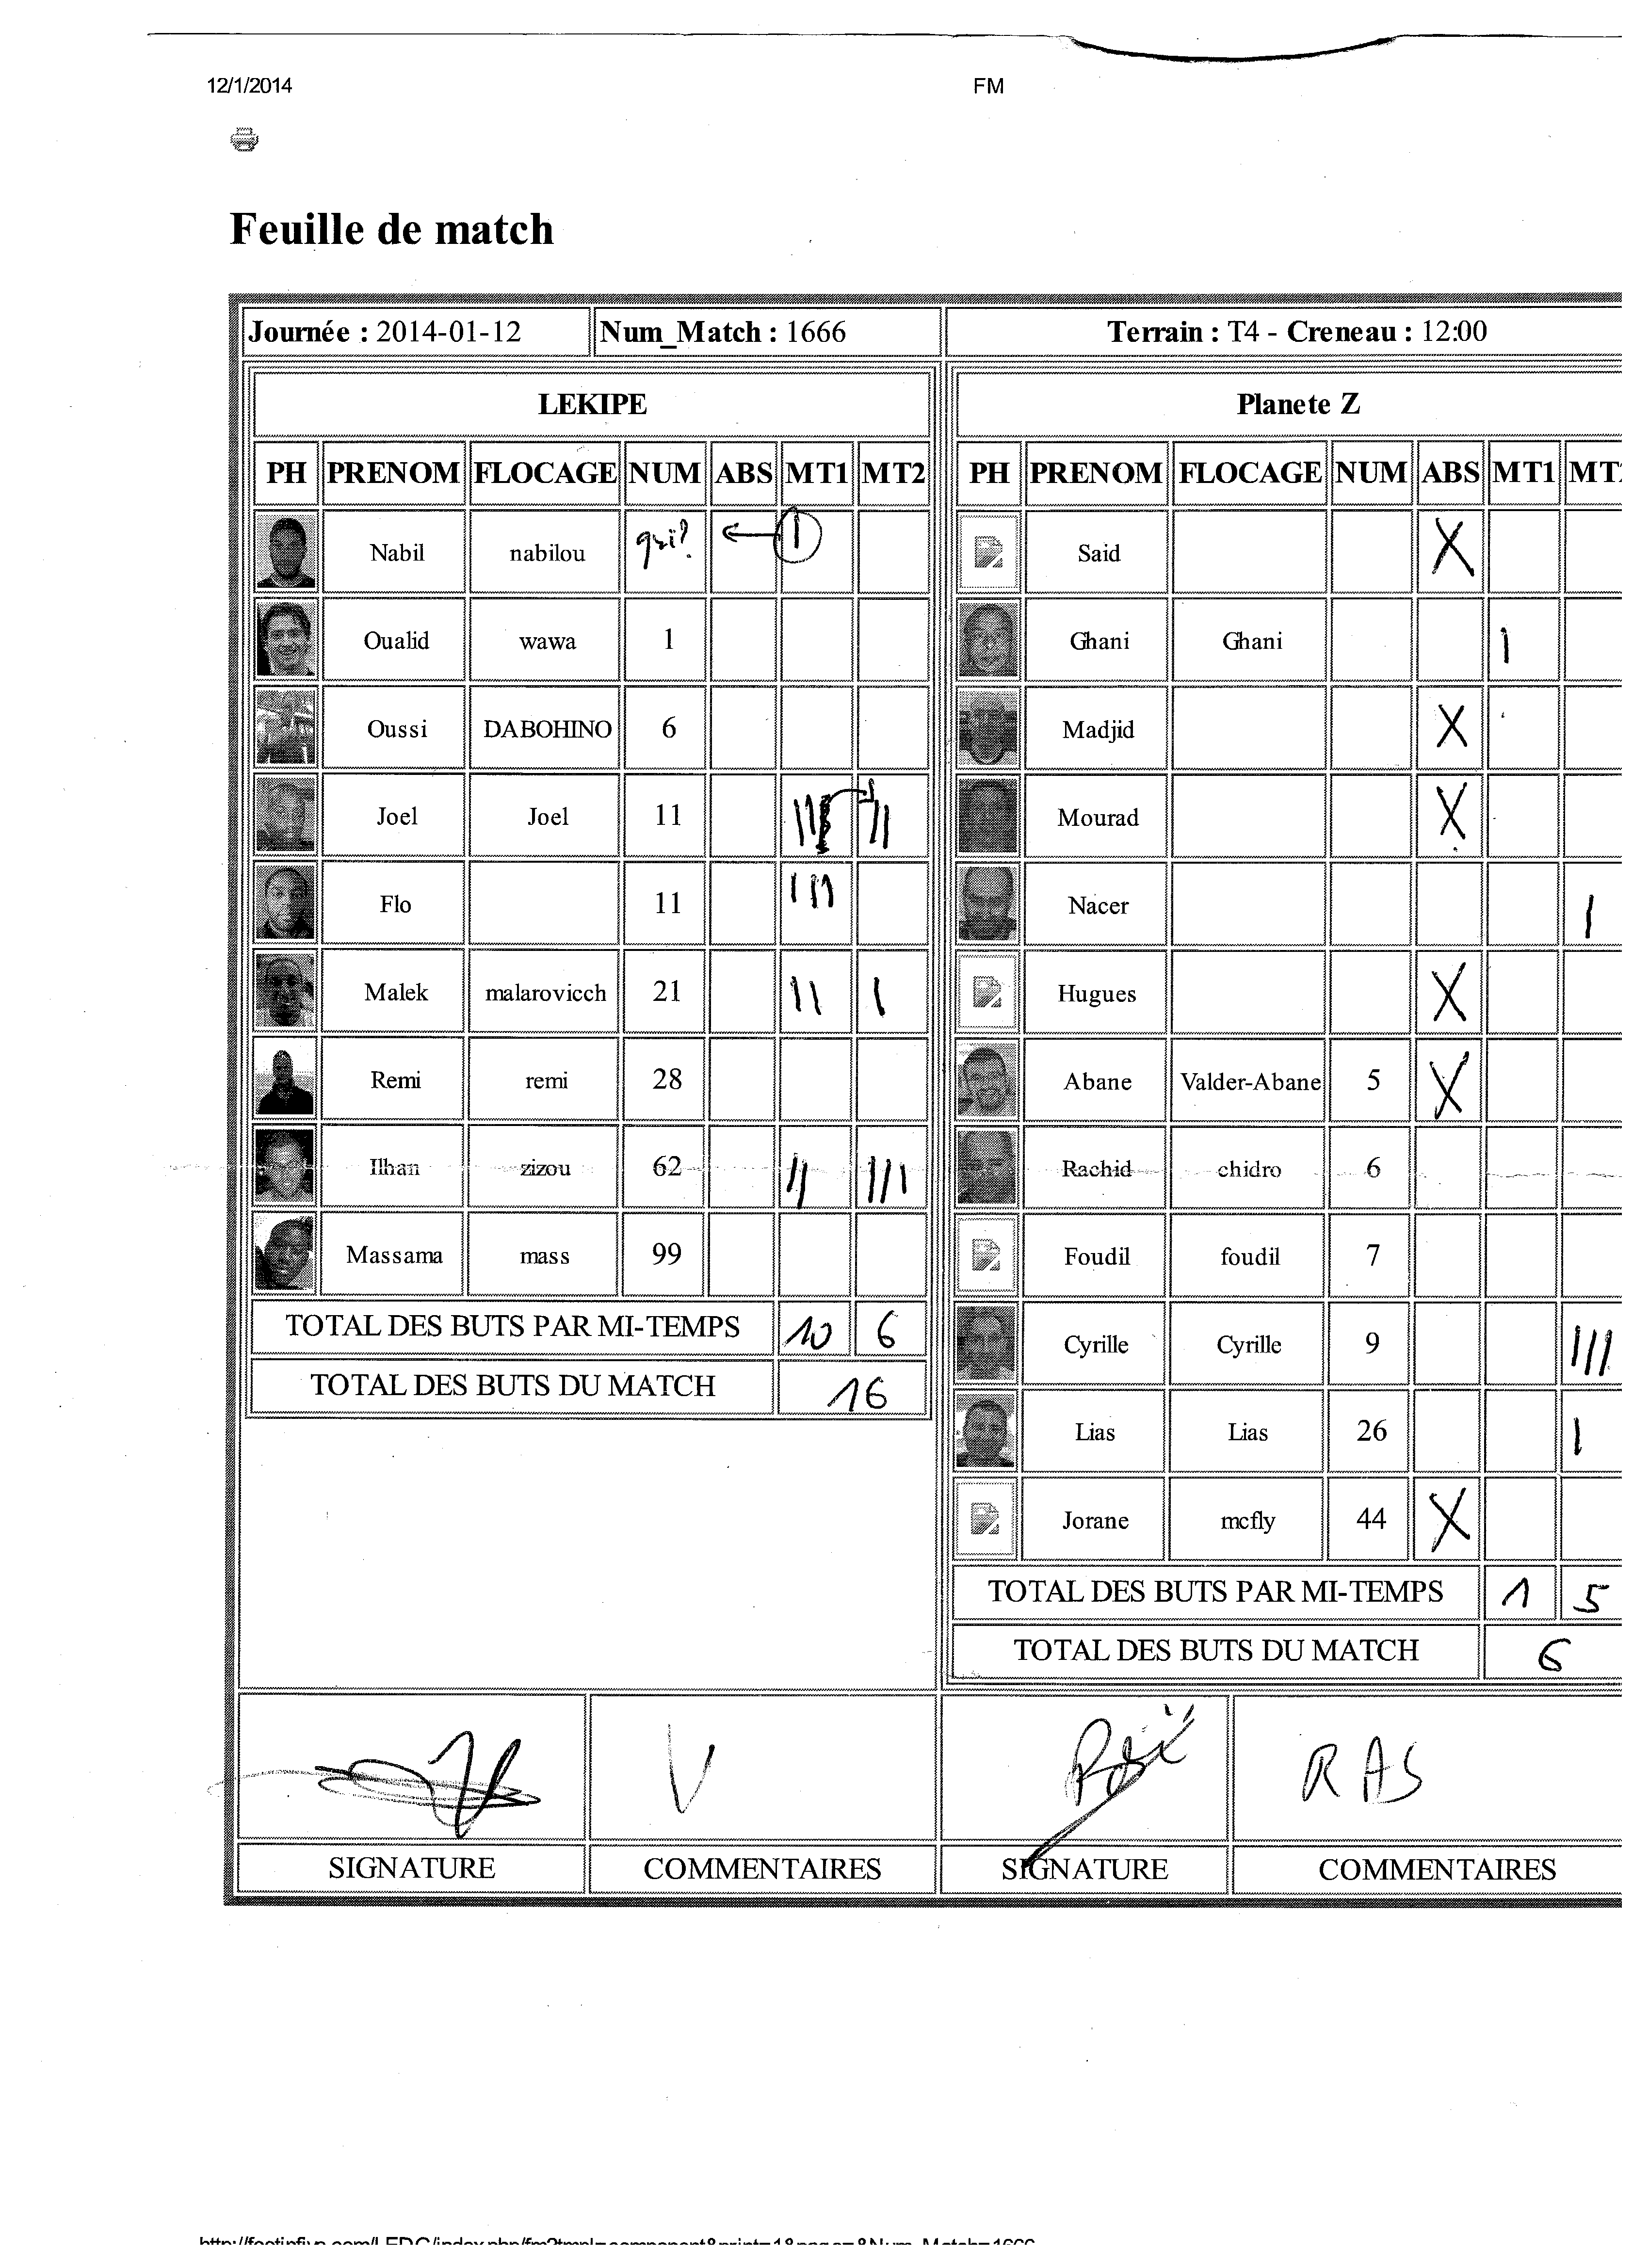 12/1/2014 FM
Feuille de match
Journée : 2014-01-12 Num_Match : 1666 Terrain : T4 - Creneau : 12:00
LEKIPE Planete Z
PH PRENOM FLOCAGE NUM ABS MT1 MT2 PH PRENOM FLOCAGE NUM ABS MT1
Nabil nabilou qui? ← 1 Said X
Oualid wawa 1 Ghani Ghani I
Oussi DABOHINO 6 Madjid X
Joel Joel 11 II II Mourad X
Flo 11 III Nacer I
Malek malarovicch 21 II I Hugues X
Remi remi 28 Abane Valder-Abane 5 X
Ilhan zizou 62 II III Rachid chidro 6
Massama mass 99 Foudil foudil 7
TOTAL DES BUTS PAR MI-TEMPS 10 6 Cyrille Cyrille 9 III
TOTAL DES BUTS DU MATCH 16 Lias Lias 26 I
Jorane mcfly 44 X
TOTAL DES BUTS PAR MI-TEMPS 1 5
TOTAL DES BUTS DU MATCH 6
V RAS
SIGNATURE COMMENTAIRES SIGNATURE COMMENTAIRES